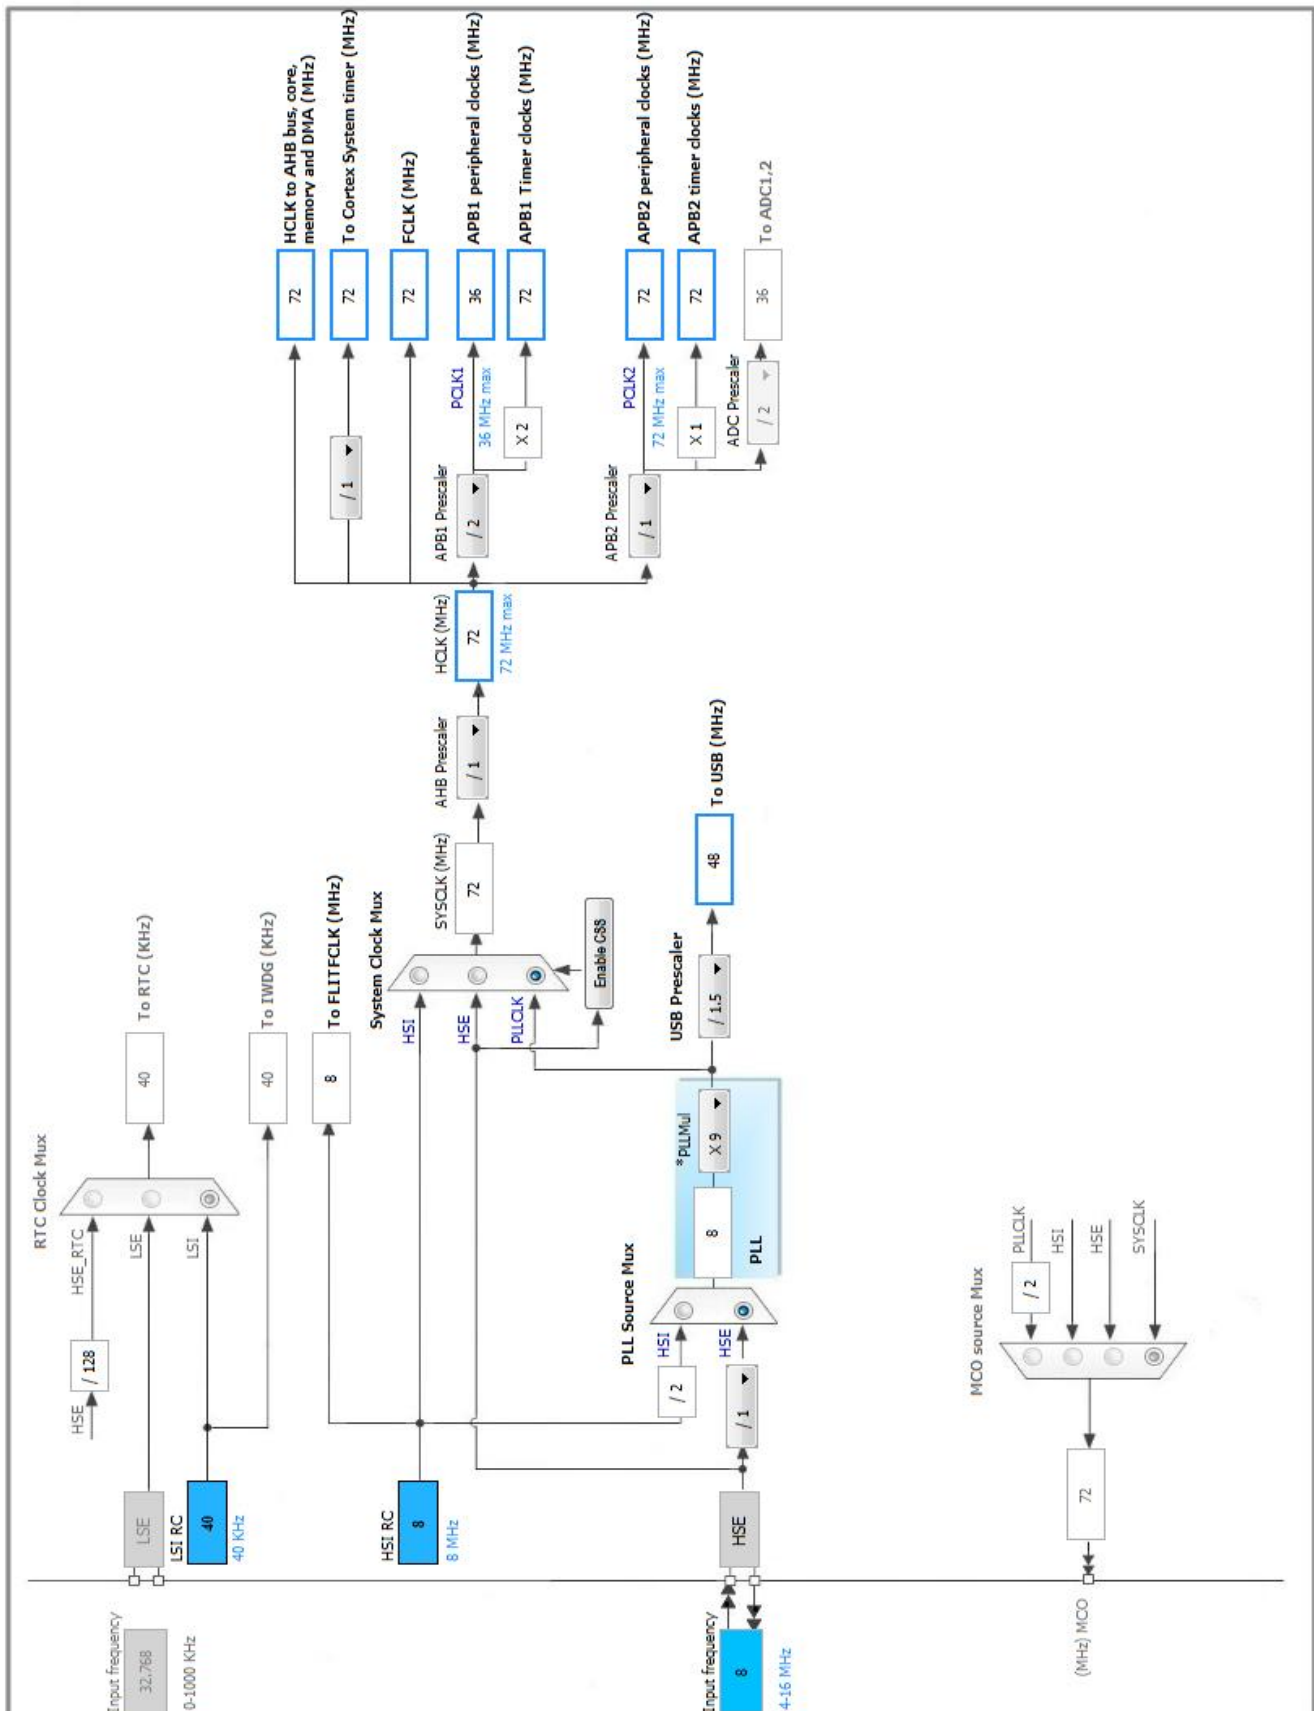 Input frequency
32.768
0-1000 KHz
LSE
LSI RC
40
40 KHz
HSE
/ 128
HSE_RTC
LSE
LSI
RTC Clock Mux
40
To RTC (KHz)
40
To IWDG (KHz)
8
To FLITFCLK (MHz)
HSI RC
8
8 MHz
System Clock Mux
HSI
HSE
PLLCLK
Enable CSS
SYSCLK (MHz)
72
AHB Prescaler
/ 1
HCLK (MHz)
72
72 MHz max
72
HCLK to AHB bus, core,
memory and DMA (MHz)
/ 1
72
To Cortex System timer (MHz)
72
FCLK (MHz)
APB1 Prescaler
/ 2
PCLK1
36 MHz max
36
APB1 peripheral clocks (MHz)
X 2
72
APB1 Timer clocks (MHz)
APB2 Prescaler
/ 1
PCLK2
72 MHz max
72
APB2 peripheral clocks (MHz)
X 1
72
APB2 timer clocks (MHz)
ADC Prescaler
/ 2
36
To ADC1,2
Input frequency
8
4-16 MHz
HSE
/ 1
/ 2
PLL Source Mux
HSI
HSE
8
*PLLMul
X 9
PLL
USB Prescaler
/ 1.5
48
To USB (MHz)
(MHz) MCO
72
MCO source Mux
/ 2
PLLCLK
HSI
HSE
SYSCLK